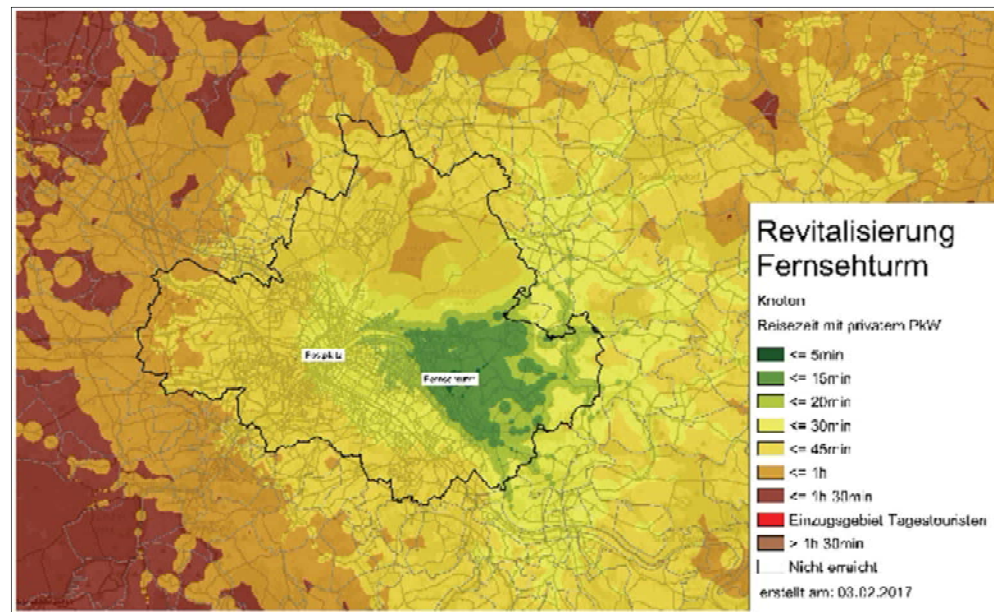 Postplatz
Fernsehturm
Revitalisierung
Fernsehturm
Knoten
Reisezeit mit privatem PkW
<= 5min
<= 15min
<= 20min
<= 30min
<= 45min
<= 1h
<= 1h 30min
Einzugsgebiet Tagestouristen
> 1h 30min
Nicht erreicht
erstellt am: 03.02.2017